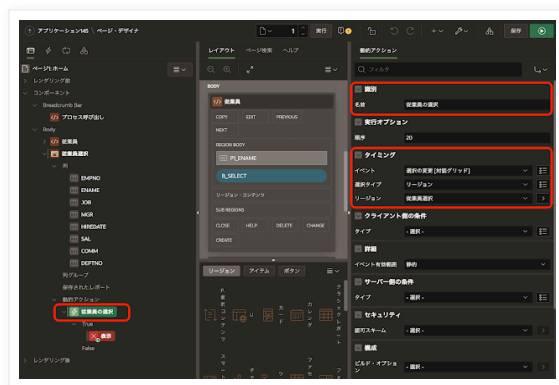 アプリケーション145 \ ページ・デザイナ
1
実行
保存
ページ1: ホーム
レンダリング前
コンポーネント
Breadcrumb Bar
プロセス呼び出し
Body
従業員
従業員選択
列
EMPNO
ENAME
JOB
MGR
HIREDATE
SAL
COMM
DEPTNO
列グループ
保存されたレポート
動的アクション
従業員の選択
True
表示
False
レンダリング後
レイアウト
ページ検索
ヘルプ
BODY
従業員
COPY
EDIT
PREVIOUS
NEXT
REGION BODY
P1_ENAME
B_SELECT
リージョン・コンテンツ
SUB REGIONS
CLOSE
HELP
DELETE
CHANGE
CREATE
リージョン
アイテム
ボタン
カード
カレンダ
クラシック・レポート
動的アクション
フィルタ
識別
名前
従業員の選択
実行オプション
順序
20
タイミング
イベント
選択の変更 [対話グリッド]
選択タイプ
リージョン
リージョン
従業員選択
クライアント側の条件
タイプ
- 選択 -
詳細
イベント有効範囲
静的
サーバー側の条件
タイプ
- 選択 -
セキュリティ
認可スキーム
- 選択 -
構成
ビルド・オプション
- 選択 -